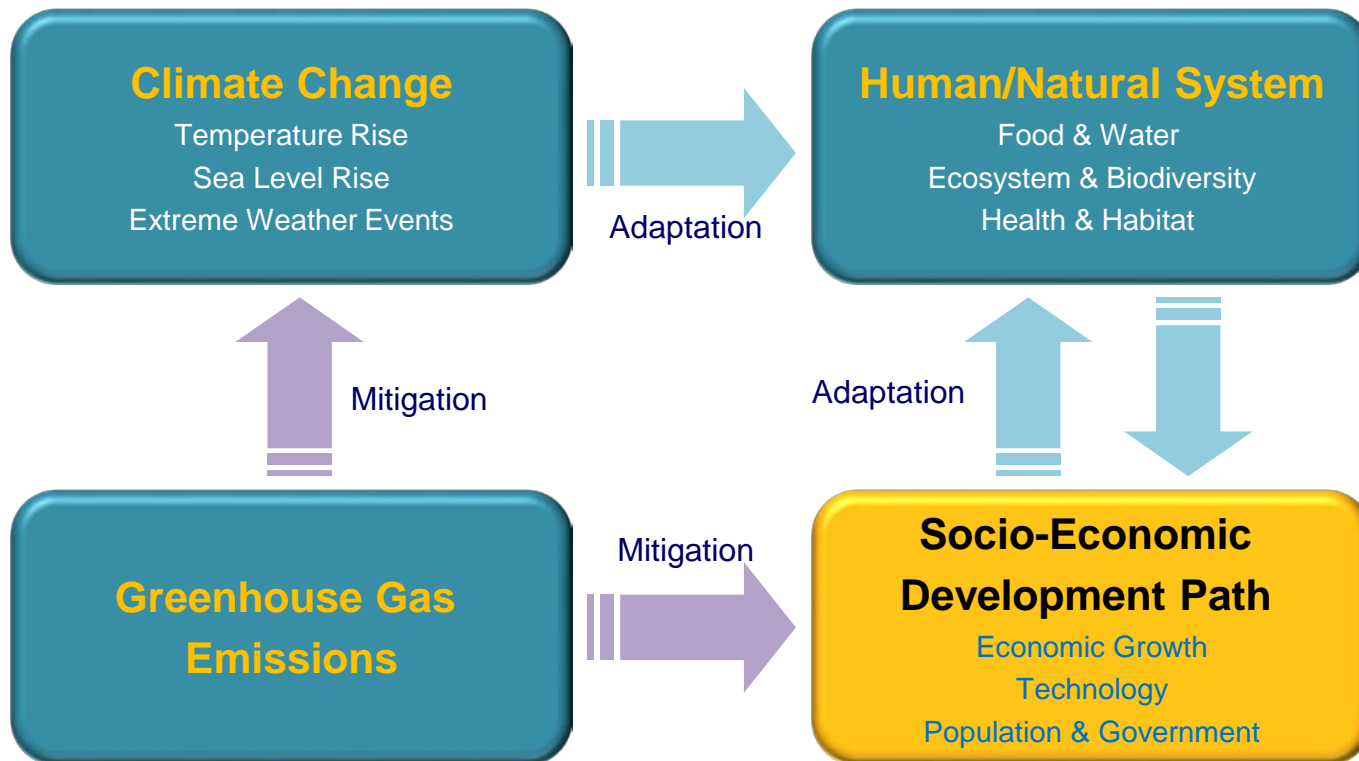 Climate Change
Temperature Rise
Sea Level Rise
Extreme Weather Events
Adaptation
Human/Natural System
Food & Water
Ecosystem & Biodiversity
Health & Habitat
Mitigation
Adaptation
Greenhouse Gas
Emissions
Mitigation
Socio-Economic
Development Path
Economic Growth
Technology
Population & Government